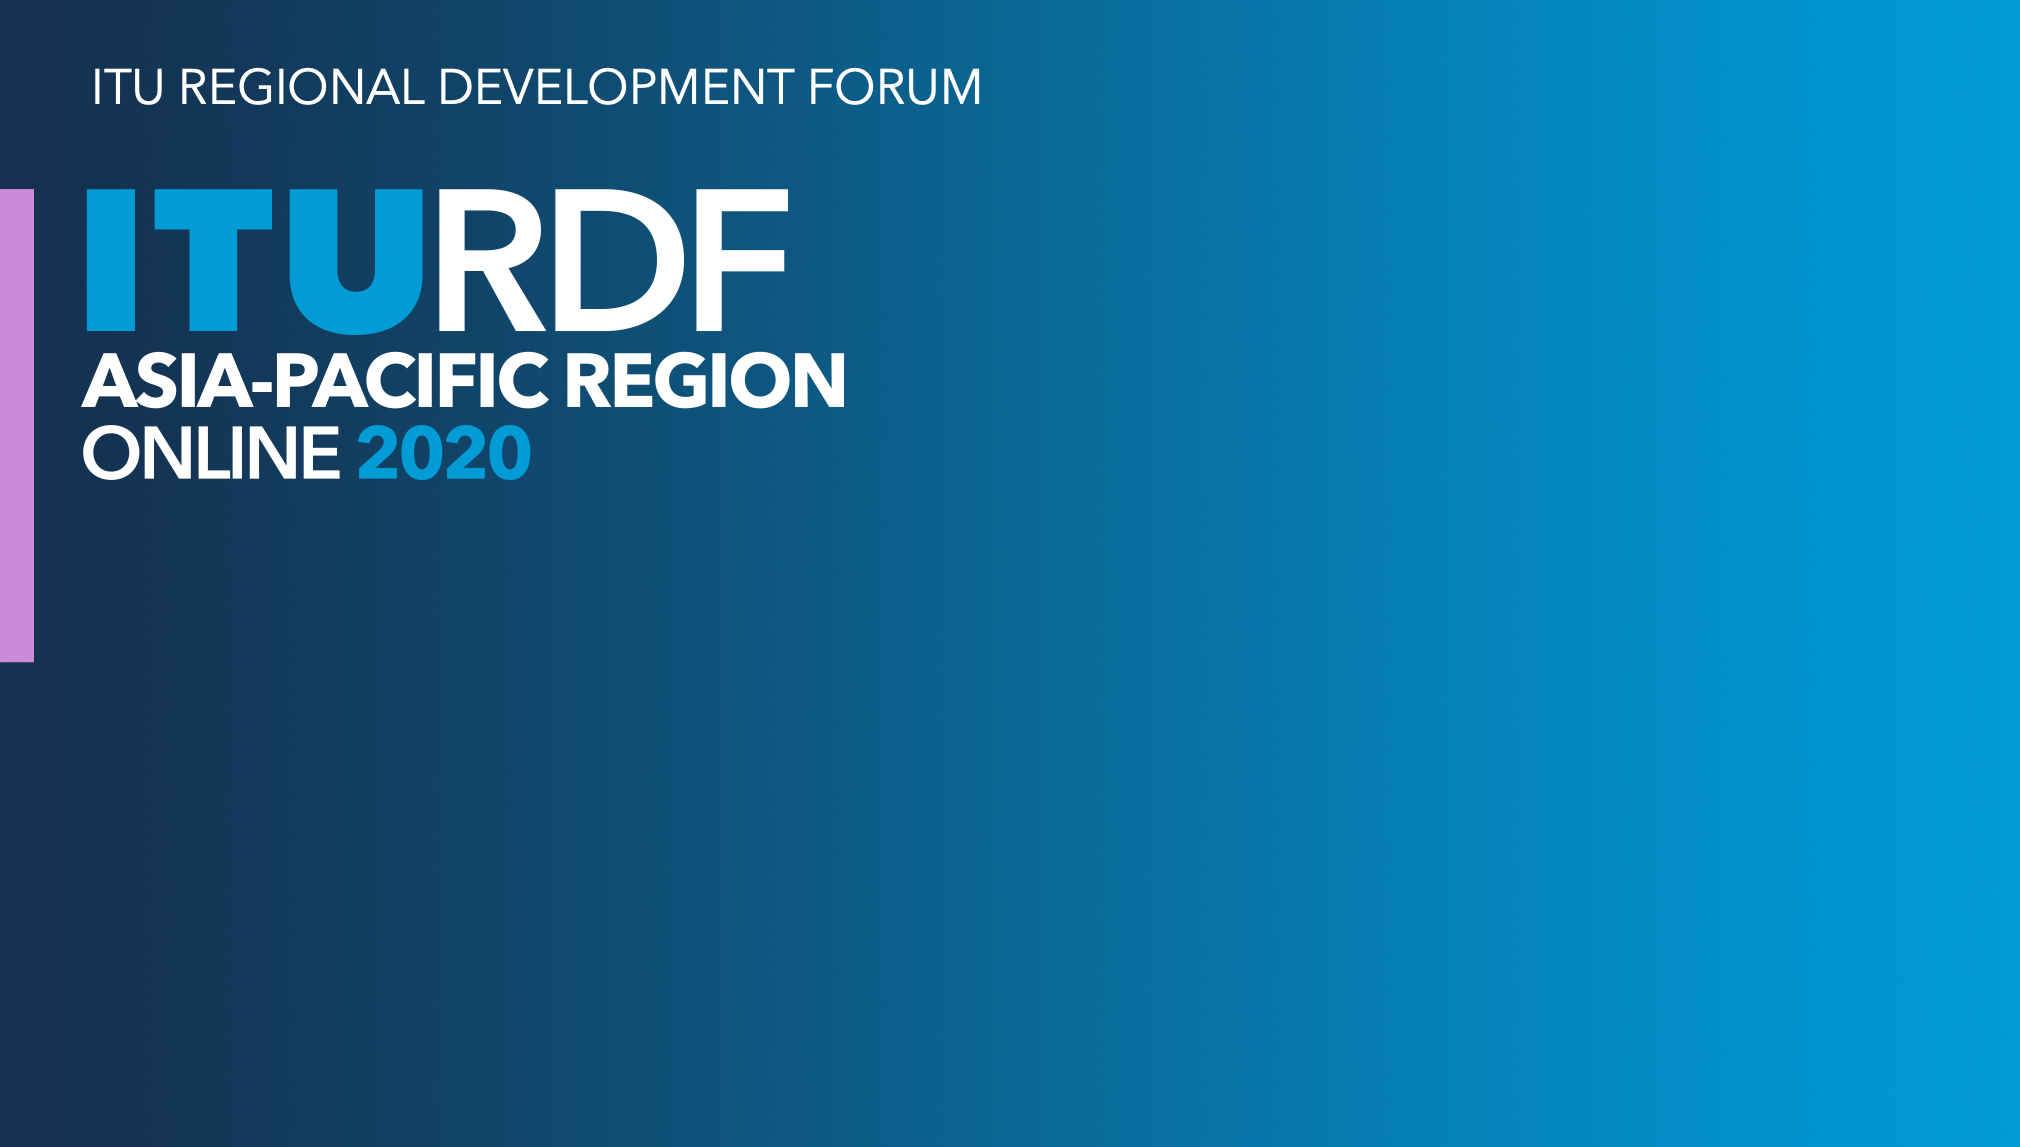 ITU REGIONAL DEVELOPMENT FORUM
ITURDF
ASIA-PACIFIC REGION
ONLINE 2020